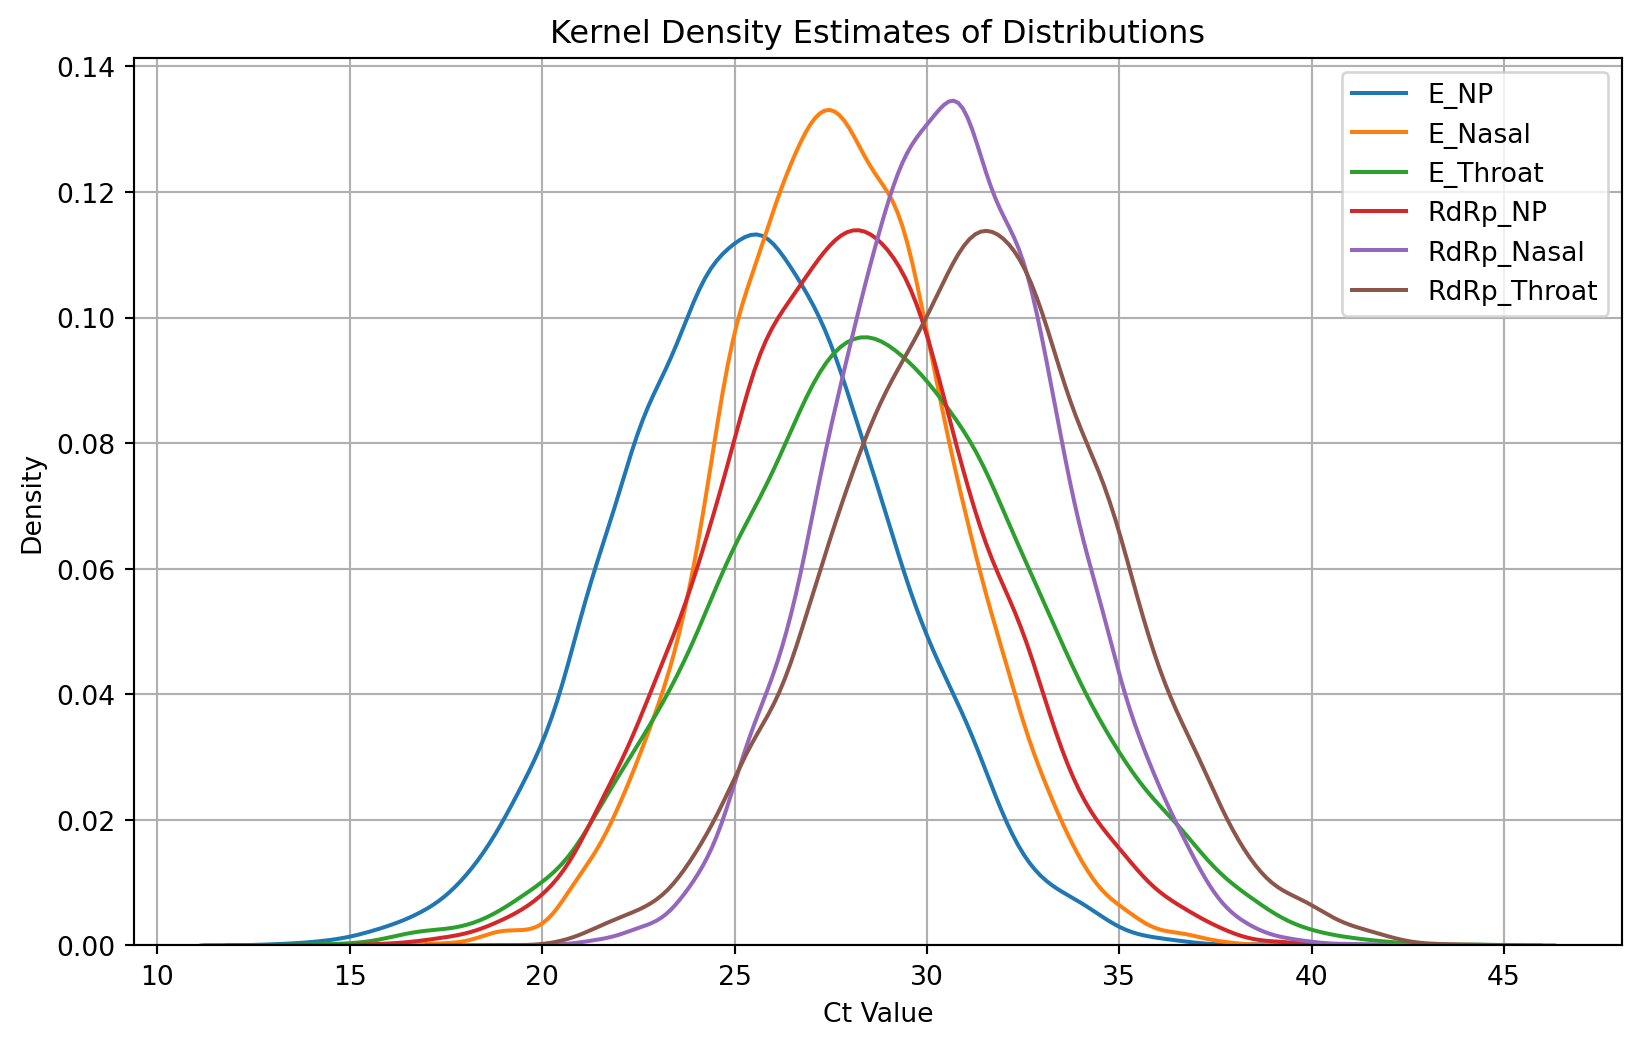 Kernel Density Estimates of Distributions
0.14
0.12
0.10
0.08
0.06
0.04
0.02
0.00
Density
E_NP
E_Nasal
E_Throat
RdRp_NP
RdRp_Nasal
RdRp_Throat
10 15 20 25 30 35 40 45
Ct Value